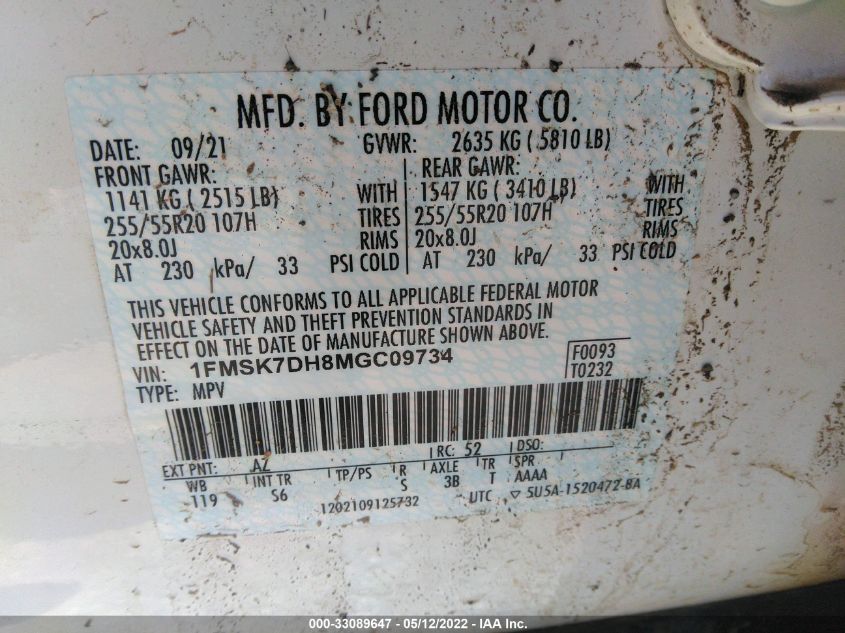 MFD. BY FORD MOTOR CO.
DATE: 09/21 GVWR: 2635 KG ( 5810 LB)
FRONT GAWR: REAR GAWR:
1141 KG ( 2515 LB) WITH 1547 KG ( 3410 LB) WITH
255/55R20 107H TIRES 255/55R20 107H TIRES
20x8.0J RIMS 20x8.0J RIMS
AT 230 kPa/ 33 PSI COLD AT 230 kPa/ 33 PSI COLD
THIS VEHICLE CONFORMS TO ALL APPLICABLE FEDERAL MOTOR
VEHICLE SAFETY AND THEFT PREVENTION STANDARDS IN
EFFECT ON THE DATE OF MANUFACTURE SHOWN ABOVE.
VIN: 1FMSK7DH8MGC09734 F0093
TYPE: MPV T0232
EXT PNT: AZ RC: 52 DSO:
WB INT TR TP/PS R AXLE TR SPR
119 S6 S 3B T AAAA
1202109125732 UTC ▽ 5U5A-1520472-BA
000-33089647 - 05/12/2022 - IAA Inc.